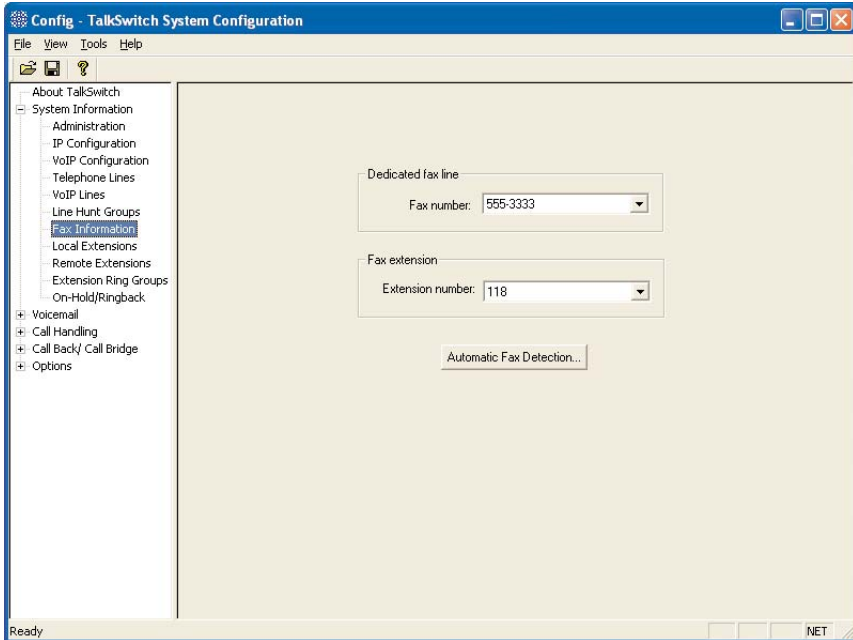 Config - TalkSwitch System Configuration
File View Tools Help
About TalkSwitch
System Information
Administration
IP Configuration
VoIP Configuration
Telephone Lines
VoIP Lines
Line Hunt Groups
Fax Information
Local Extensions
Remote Extensions
Extension Ring Groups
On-Hold/Ringback
Voicemail
Call Handling
Call Back/ Call Bridge
Options
Dedicated fax line
Fax number: 555-3333
Fax extension
Extension number: 118
Automatic Fax Detection...
Ready NET